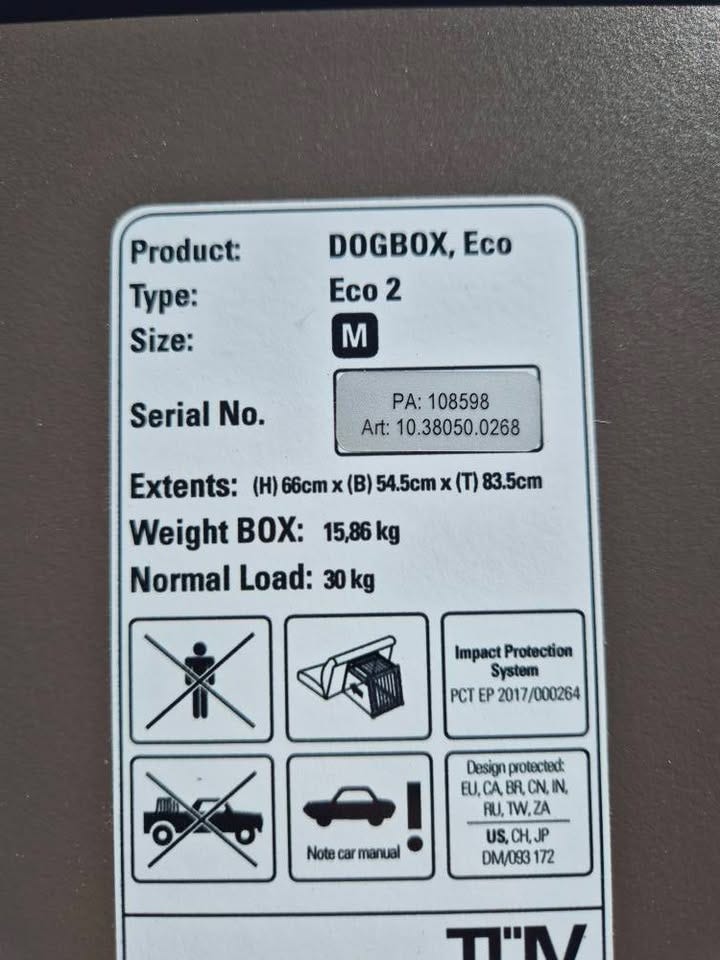 Product: DOGBOX, Eco
Type: Eco 2
Size: M
Serial No.
PA: 108598
Art: 10.38050.0268
Extents: (H) 66cm x (B) 54.5cm x (T) 83.5cm
Weight BOX: 15,86 kg
Normal Load: 30 kg
Impact Protection
System
PCT EP 2017/000264
Note car manual !
Design protected:
EU, CA, BR, CN, IN,
RU, TW, ZA
US, CH, JP
DM/093 172
TÜV